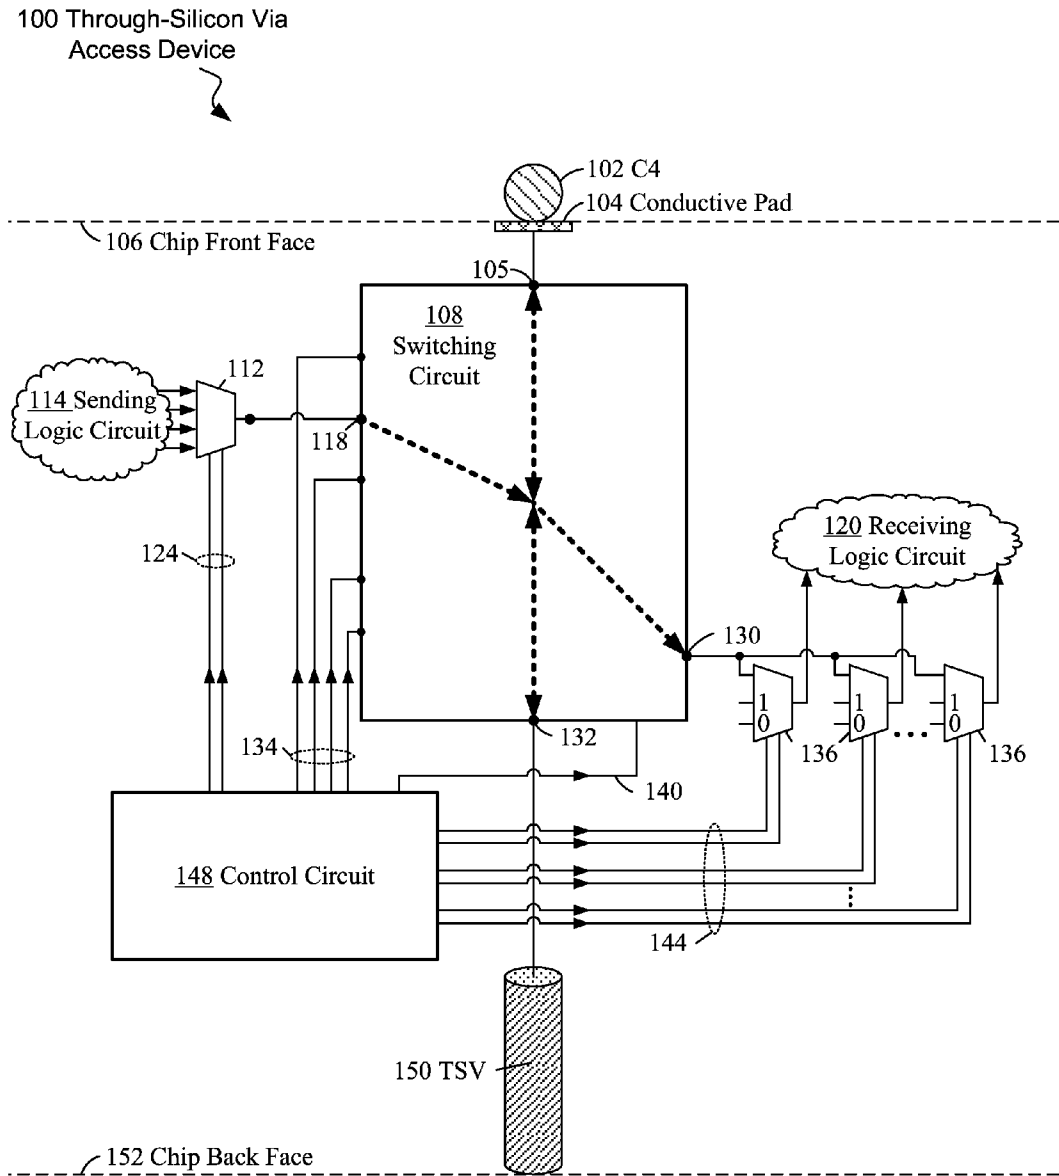 100 Through-Silicon Via
Access Device
102 C4
104 Conductive Pad
106 Chip Front Face
105
108
Switching
Circuit
112
114 Sending
Logic Circuit
118
120 Receiving
Logic Circuit
124
130
1
0
1
0
1
0
132
134
136
136
140
148 Control Circuit
144
150 TSV
152 Chip Back Face